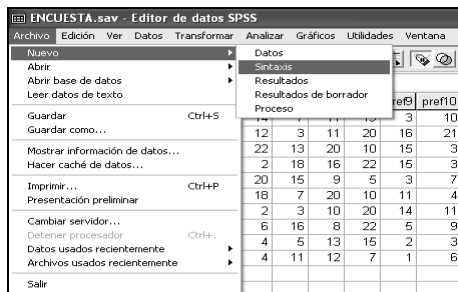 ENCUESTA.sav - Editor de datos SPSS
Archivo Edición Ver Datos Transformar Analizar Gráficos Utilidades Ventana
Nuevo
Abrir
Abrir base de datos
Leer datos de texto
Guardar Ctrl+S
Guardar como...
Mostrar información de datos...
Hacer caché de datos...
Imprimir... Ctrl+P
Presentación preliminar
Cambiar servidor...
Detener procesador Ctrl+.
Datos usados recientemente
Archivos usados recientemente
Salir
Datos
Sintaxis
Resultados
Resultados de borrador
Proceso
ref9 pref10
3 10
12 3 11 20 16 21
22 13 20 10 15 3
2 18 16 22 15 3
20 15 9 5 3 7
18 7 20 10 11 4
2 3 10 20 14 11
6 16 8 22 5 9
4 5 13 15 2 3
4 11 12 7 1 6